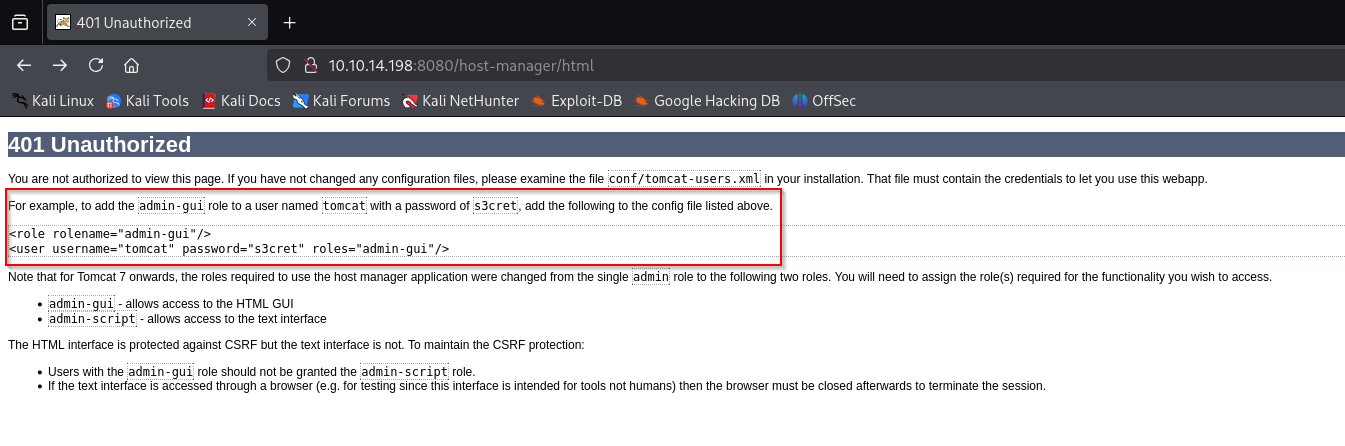 401 Unauthorized
10.10.14.198:8080/host-manager/html
Kali Linux Kali Tools Kali Docs Kali Forums Kali NetHunter Exploit-DB Google Hacking DB OffSec
401 Unauthorized
You are not authorized to view this page. If you have not changed any configuration files, please examine the file conf/tomcat-users.xml in your installation. That file must contain the credentials to let you use this webapp.
For example, to add the admin-gui role to a user named tomcat with a password of s3cret, add the following to the config file listed above.
<role rolename="admin-gui"/>
<user username="tomcat" password="s3cret" roles="admin-gui"/>
Note that for Tomcat 7 onwards, the roles required to use the host manager application were changed from the single admin role to the following two roles. You will need to assign the role(s) required for the functionality you wish to access.
• admin-gui - allows access to the HTML GUI
• admin-script - allows access to the text interface
The HTML interface is protected against CSRF but the text interface is not. To maintain the CSRF protection:
• Users with the admin-gui role should not be granted the admin-script role.
• If the text interface is accessed through a browser (e.g. for testing since this interface is intended for tools not humans) then the browser must be closed afterwards to terminate the session.